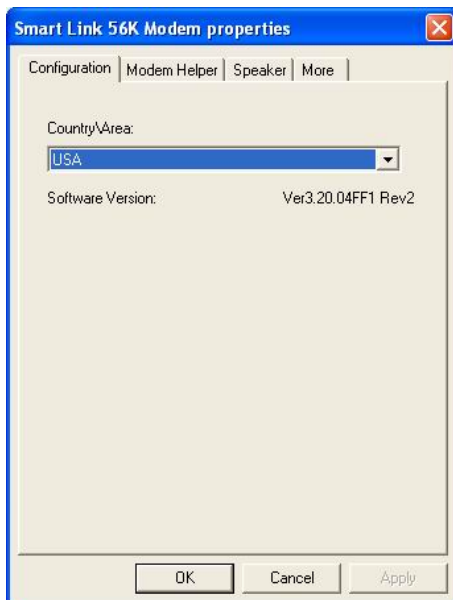 Smart Link 56K Modem properties
Configuration Modem Helper Speaker More
Country\Area:
USA
Software Version: Ver3.20.04FF1 Rev2
OK Cancel Apply